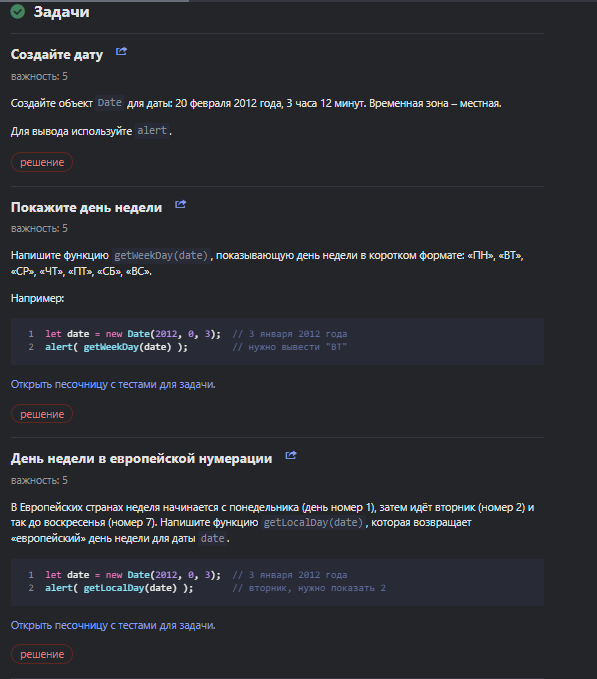 Задачи
Создайте дату
важность: 5
Создайте объект Date для даты: 20 февраля 2012 года, 3 часа 12 минут. Временная зона – местная.
Для вывода используйте alert.
решение
Покажите день недели
важность: 5
Напишите функцию getWeekDay(date), показывающую день недели в коротком формате: «ПН», «ВТ»,
«СР», «ЧТ», «ПТ», «СБ», «ВС».
Например:
1 let date = new Date(2012, 0, 3);  // 3 января 2012 года
2 alert( getWeekDay(date) );        // нужно вывести "ВТ"
Открыть песочницу с тестами для задачи.
решение
День недели в европейской нумерации
важность: 5
В Европейских странах неделя начинается с понедельника (день номер 1), затем идёт вторник (номер 2) и
так до воскресенья (номер 7). Напишите функцию getLocalDay(date), которая возвращает
«европейский» день недели для даты date.
1 let date = new Date(2012, 0, 3);  // 3 января 2012 года
2 alert( getLocalDay(date) );       // вторник, нужно показать 2
Открыть песочницу с тестами для задачи.
решение